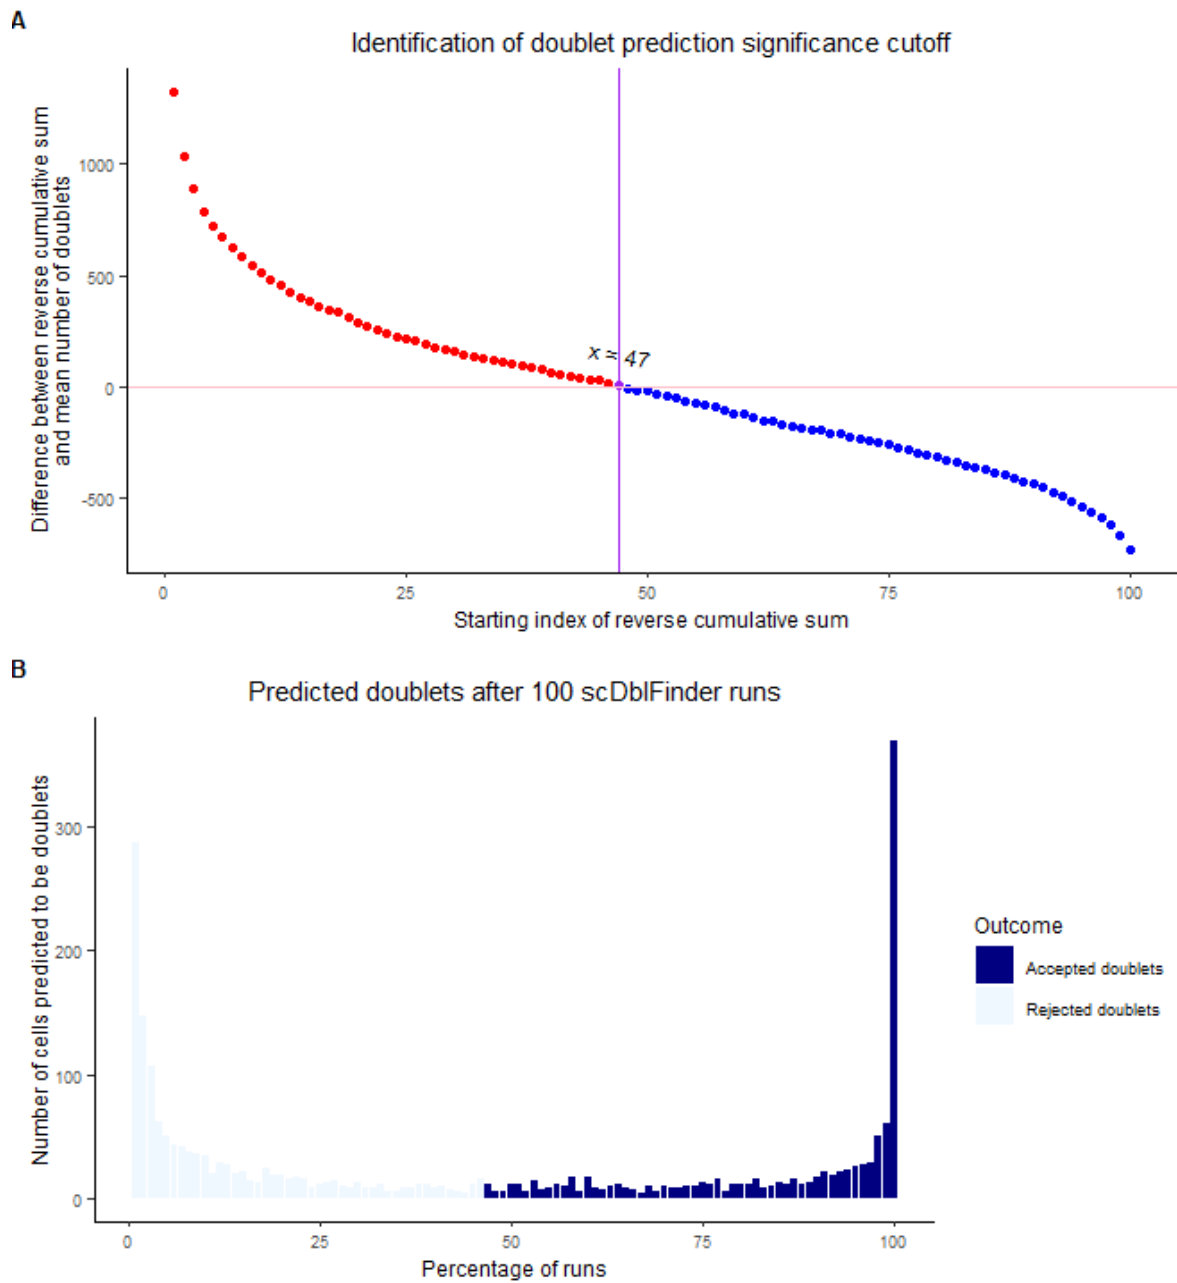 A
Identification of doublet prediction significance cutoff
Difference between reverse cumulative sum
and mean number of doublets
1000
500
0
-500
x = 47
0 25 50 75 100
Starting index of reverse cumulative sum
B
Predicted doublets after 100 scDblFinder runs
Number of cells predicted to be doublets
300
200
100
0
0 25 50 75 100
Percentage of runs
Outcome
Accepted doublets
Rejected doublets